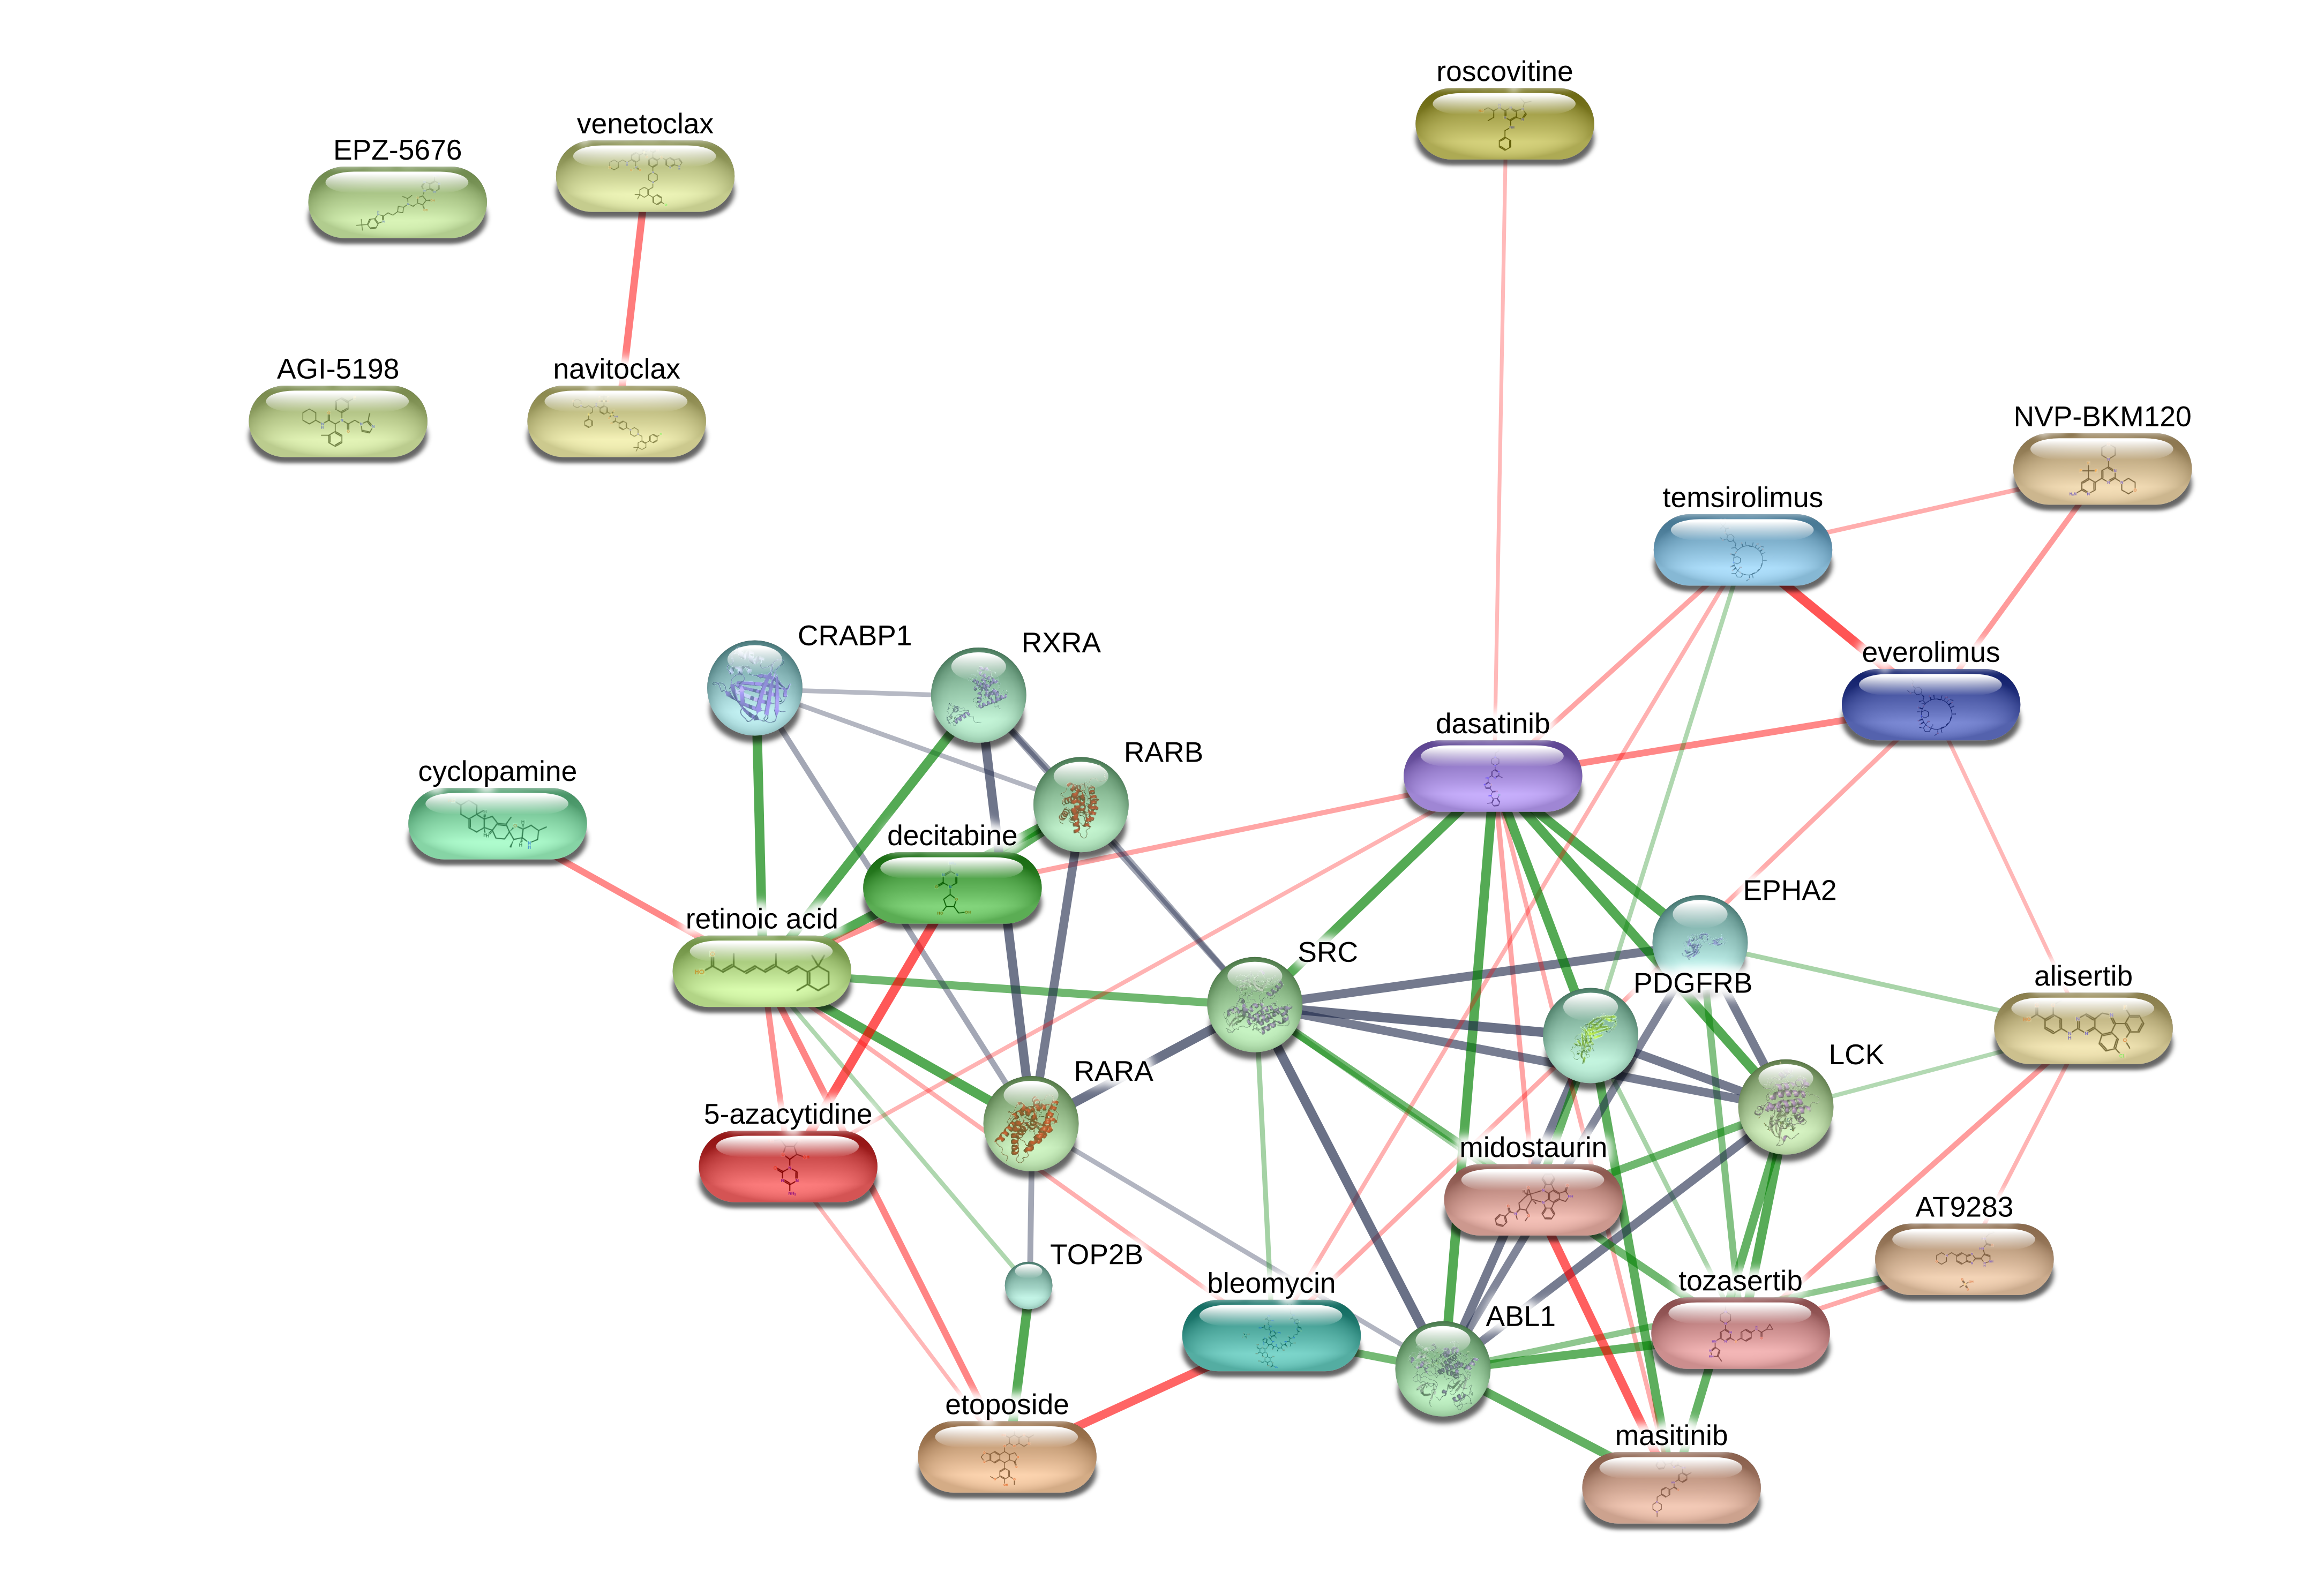 roscovitine
venetoclax
EPZ-5676
AGI-5198
navitoclax
NVP-BKM120
temsirolimus
CRABP1
RXRA
everolimus
dasatinib
RARB
cyclopamine
decitabine
EPHA2
retinoic acid
SRC
PDGFRB
alisertib
LCK
RARA
5-azacytidine
midostaurin
AT9283
TOP2B
bleomycin
tozasertib
ABL1
etoposide
masitinib